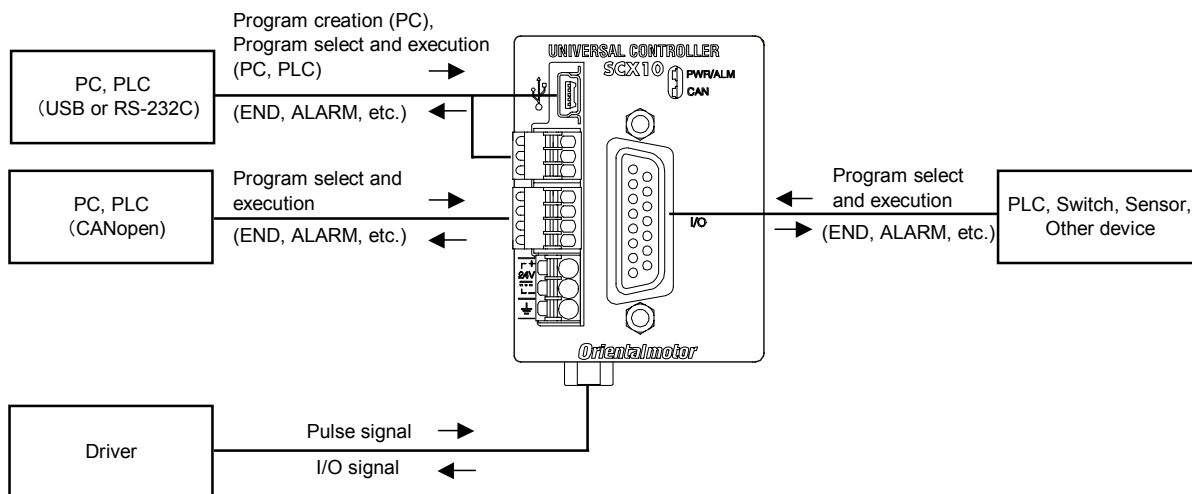 Program creation (PC),
Program select and execution
(PC, PLC)
PC, PLC
(USB or RS-232C)
(END, ALARM, etc.)
UNIVERSAL CONTROLLER
SCX10
PWR/ALM
CAN
Program select and
execution
PC, PLC
(CANopen)
(END, ALARM, etc.)
I/O
Program select
and execution
(END, ALARM, etc.)
PLC, Switch, Sensor,
Other device
+
24V
-
Orientalmotor
Driver
Pulse signal
I/O signal